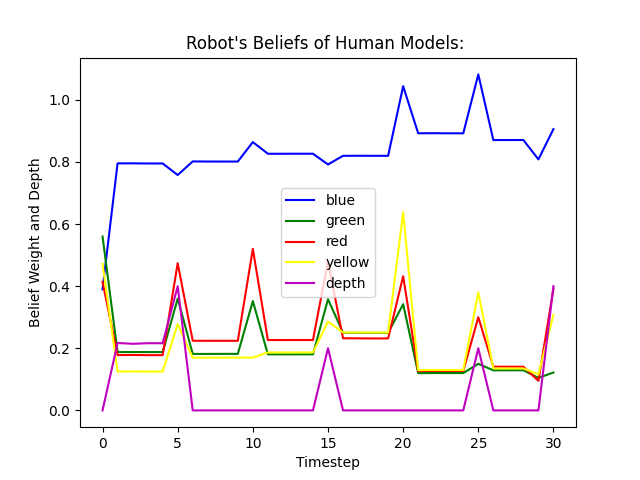 Robot's Beliefs of Human Models:
Belief Weight and Depth
1.0
0.8
0.6
0.4
0.2
0.0
blue
green
red
yellow
depth
0 5 10 15 20 25 30
Timestep